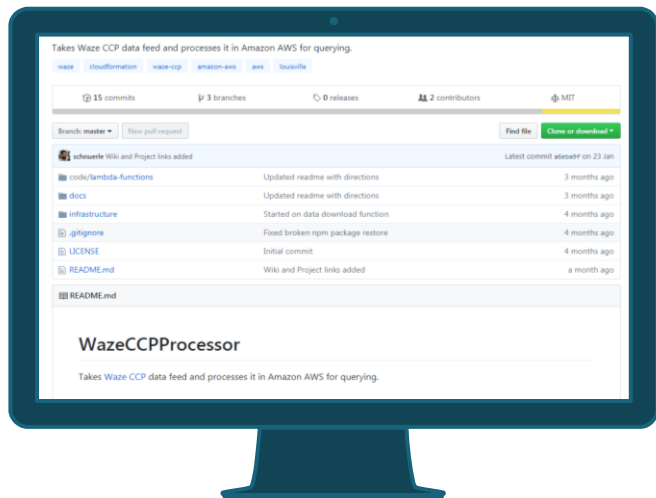 Takes Waze CCP data feed and processes it in Amazon AWS for querying.
waze cloudformation waze-ccp amazon-aws aws louisville
15 commits 3 branches 0 releases 2 contributors MIT
Branch: master New pull request Find file Clone or download
schnuerle Wiki and Project links added Latest commit on 23 Jan
code/lambda-functions Updated readme with directions 3 months ago
docs Updated readme with directions 3 months ago
infrastructure Started on data download function 4 months ago
.gitignore Fixed broken npm package restore 4 months ago
LICENSE Initial commit 4 months ago
README.md Wiki and Project links added a month ago
README.md
WazeCCPProcessor
Takes Waze CCP data feed and processes it in Amazon AWS for querying.